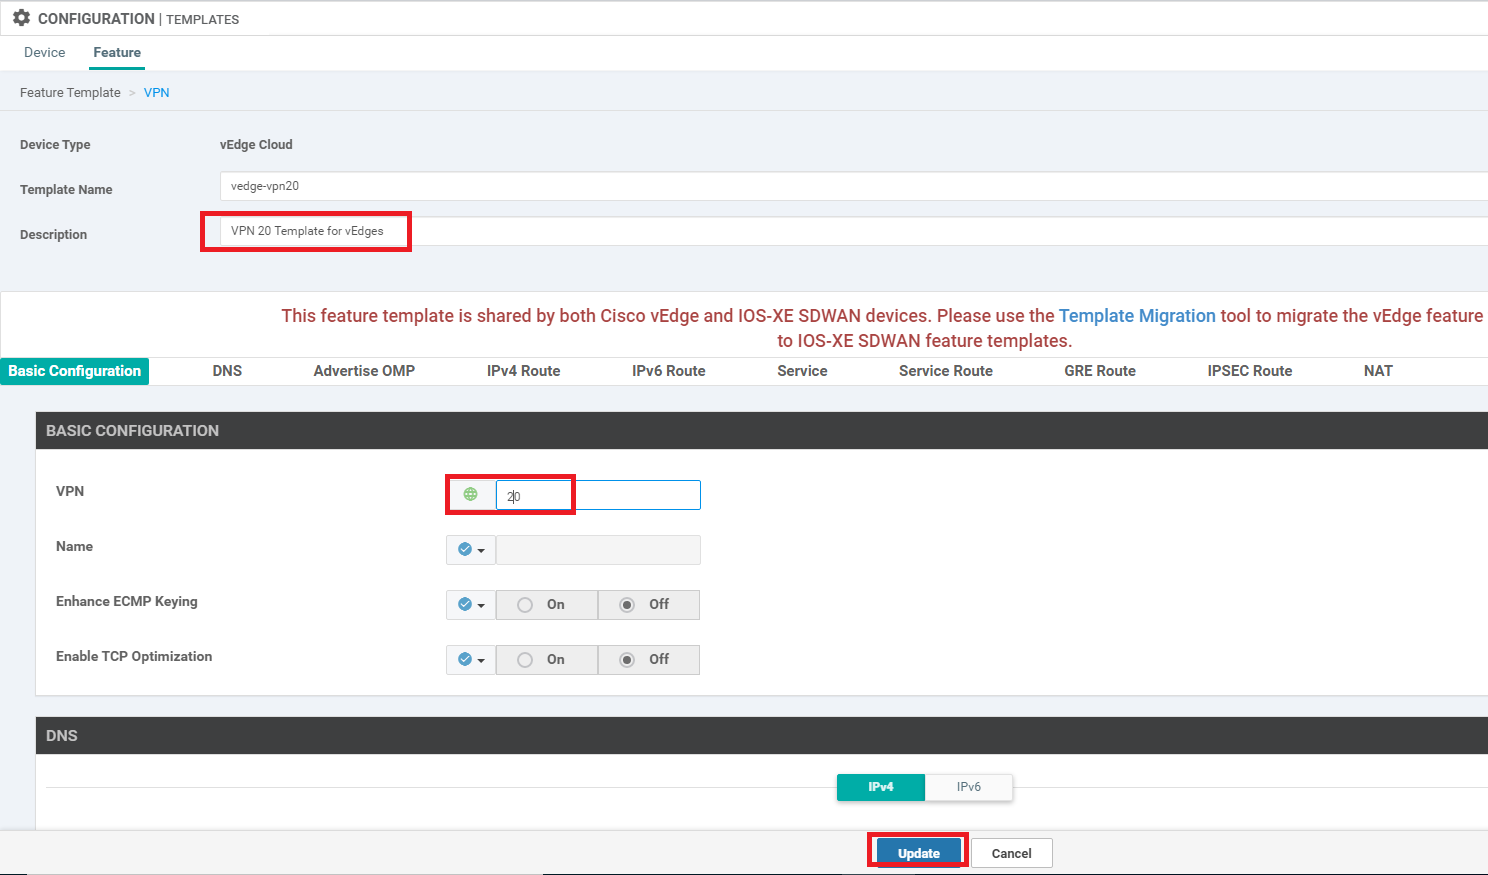 CONFIGURATION | TEMPLATES
Device Feature
Feature Template > VPN
Device Type vEdge Cloud
Template Name vedge-vpn20
Description VPN 20 Template for vEdges
This feature template is shared by both Cisco vEdge and IOS-XE SDWAN devices. Please use the Template Migration tool to migrate the vEdge feature
to IOS-XE SDWAN feature templates.
Basic Configuration DNS Advertise OMP IPv4 Route IPv6 Route Service Service Route GRE Route IPSEC Route NAT
BASIC CONFIGURATION
VPN 20
Name
Enhance ECMP Keying On Off
Enable TCP Optimization On Off
DNS
IPv4 IPv6
Update Cancel